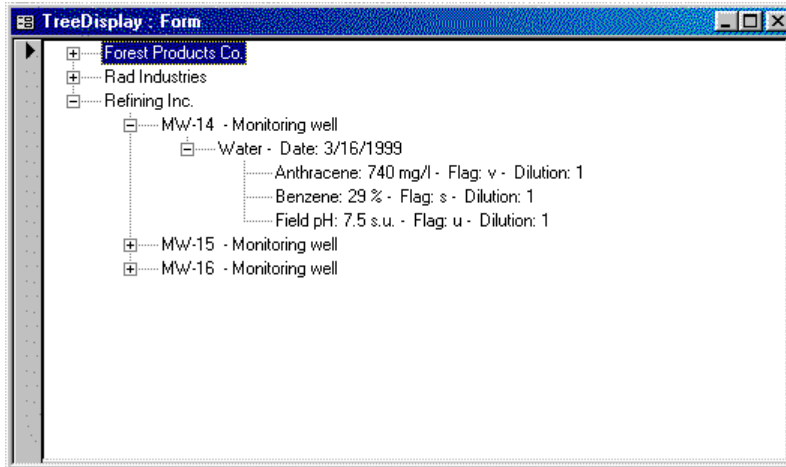 TreeDisplay : Form
Forest Products Co.
Rad Industries
Refining Inc.
MW-14 - Monitoring well
Water - Date: 3/16/1999
Anthracene: 740 mg/l - Flag: v - Dilution: 1
Benzene: 29 % - Flag: s - Dilution: 1
Field pH: 7.5 s.u. - Flag: u - Dilution: 1
MW-15 - Monitoring well
MW-16 - Monitoring well